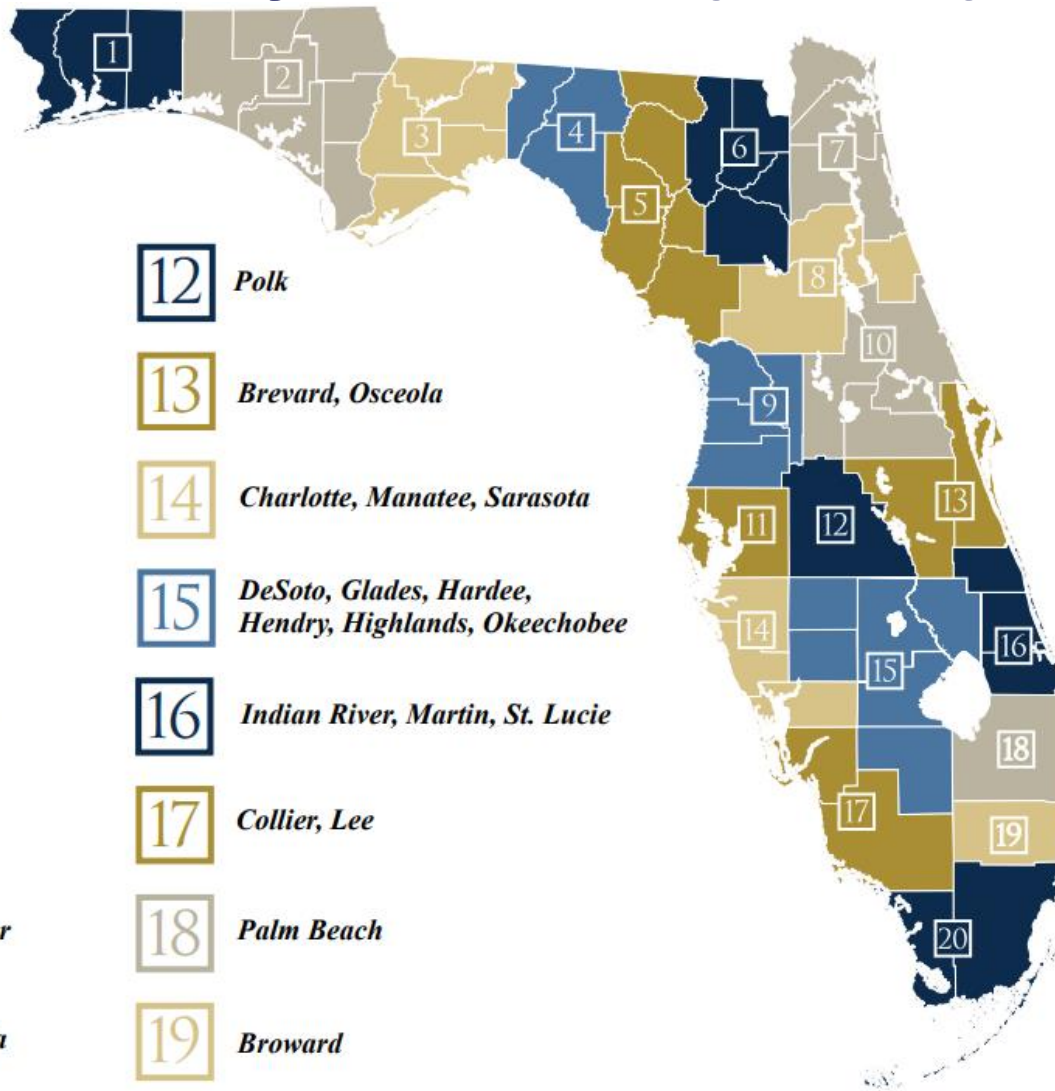 1
2
3
4
5
6
7
8
9
10
11
12
13
14
15
16
17
18
19
20
12 Polk
13 Brevard, Osceola
14 Charlotte, Manatee, Sarasota
15 DeSoto, Glades, Hardee,
Hendry, Highlands, Okeechobee
16 Indian River, Martin, St. Lucie
17 Collier, Lee
18 Palm Beach
19 Broward